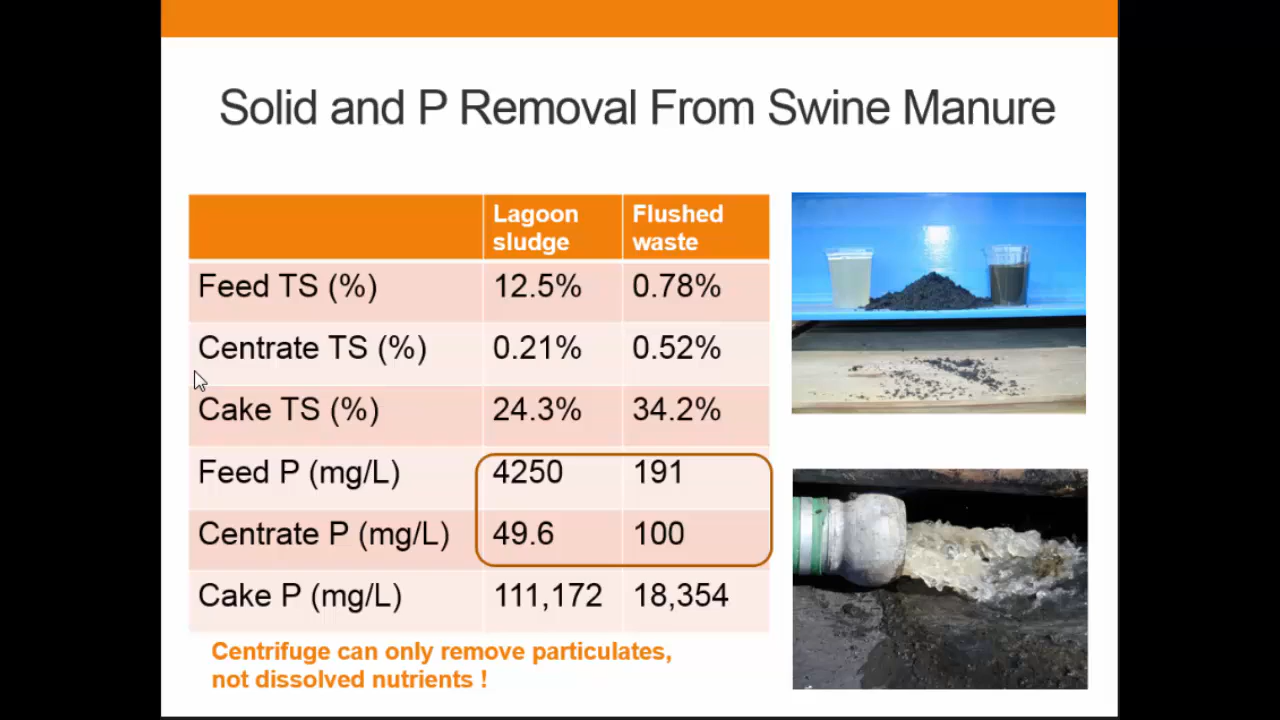 Solid and P Removal From Swine Manure
Lagoon sludge Flushed waste
Feed TS (%) 12.5% 0.78%
Centrate TS (%) 0.21% 0.52%
Cake TS (%) 24.3% 34.2%
Feed P (mg/L) 4250 191
Centrate P (mg/L) 49.6 100
Cake P (mg/L) 111,172 18,354
Centrifuge can only remove particulates,
not dissolved nutrients !